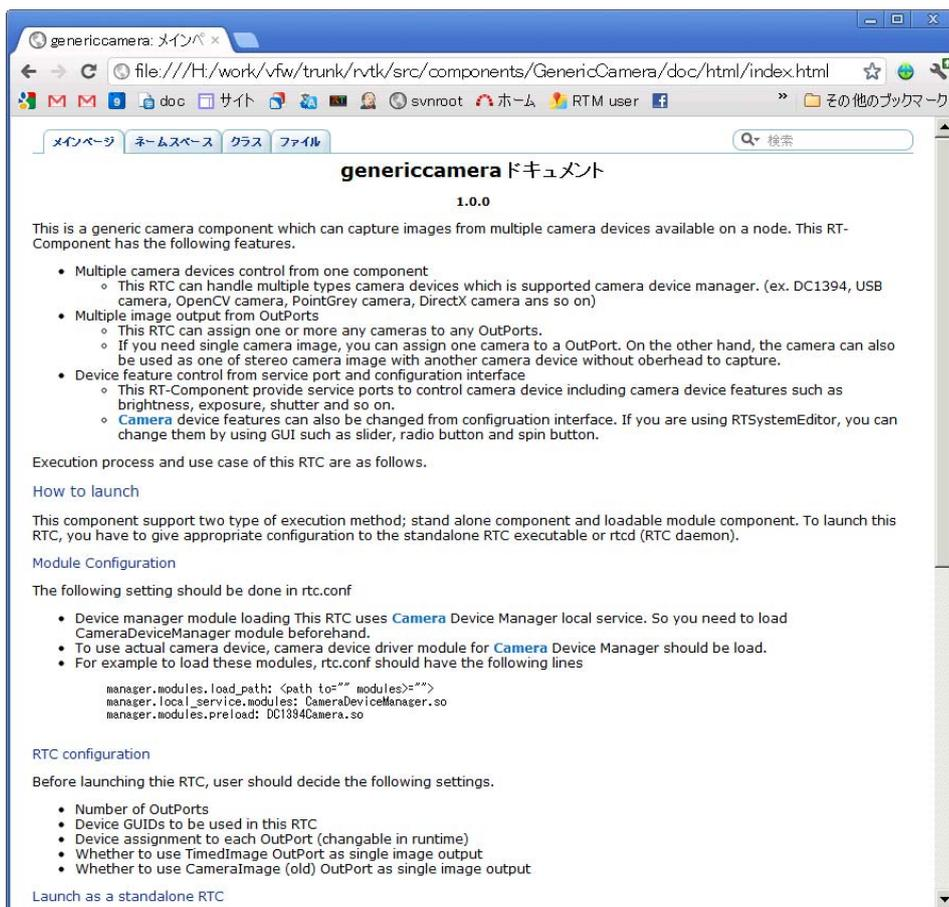 genericcamera: メインペ
file:///H:/work/vfw/trunk/rvtk/src/components/GenericCamera/doc/html/index.html
doc サイト svnroot ホーム RTM user » その他のブックマーク
メインページ ネームスペース クラス ファイル 検索
genericcameraドキュメント
1.0.0
This is a generic camera component which can capture images from multiple camera devices available on a node. This RT-
Component has the following features.
• Multiple camera devices control from one component
◦ This RTC can handle multiple types camera devices which is supported camera device manager. (ex. DC1394, USB
camera, OpenCV camera, PointGrey camera, DirectX camera ans so on)
• Multiple image output from OutPorts
◦ This RTC can assign one or more any cameras to any OutPorts.
◦ If you need single camera image, you can assign one camera to a OutPort. On the other hand, the camera can also
be used as one of stereo camera image with another camera device without oberhead to capture.
• Device feature control from service port and configuration interface
◦ This RT-Component provide service ports to control camera device including camera device features such as
brightness, exposure, shutter and so on.
◦ Camera device features can also be changed from configruation interface. If you are using RTSystemEditor, you can
change them by using GUI such as slider, radio button and spin button.
Execution process and use case of this RTC are as follows.
How to launch
This component support two type of execution method; stand alone component and loadable module component. To launch this
RTC, you have to give appropriate configuration to the standalone RTC executable or rtcd (RTC daemon).
Module Configuration
The following setting should be done in rtc.conf
• Device manager module loading This RTC uses Camera Device Manager local service. So you need to load
CameraDeviceManager module beforehand.
• To use actual camera device, camera device driver module for Camera Device Manager should be load.
• For example to load these modules, rtc.conf should have the following lines
manager.modules.load_path: <path to="" modules>="">
manager.local_service.modules: CameraDeviceManager.so
manager.modules.preload: DC1394Camera.so
RTC configuration
Before launching thie RTC, user should decide the following settings.
• Number of OutPorts
• Device GUIDs to be used in this RTC
• Device assignment to each OutPort (changable in runtime)
• Whether to use TimedImage OutPort as single image output
• Whether to use CameraImage (old) OutPort as single image output
Launch as a standalone RTC